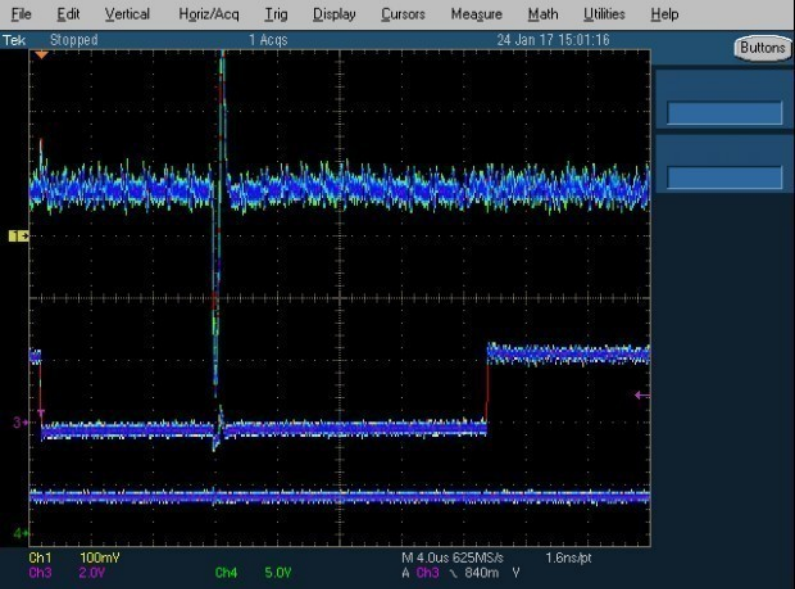 File Edit Vertical Horiz/Acq Trig Display Cursors Measure Math Utilities Help
Tek Stopped 1 Acqs 24 Jan 17 15:01:16 Buttons
1
3
4
Ch1 100mV M 4.0us 625MS/s 1.6ns/pt
Ch3 2.0V Ch4 5.0V A Ch3 \ 840m V